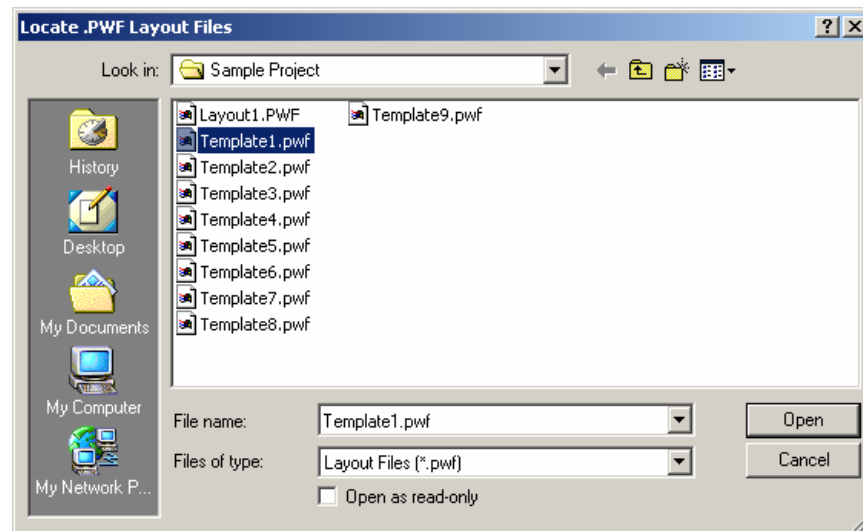 Locate .PWF Layout Files
Look in: Sample Project
History
Desktop
My Documents
My Computer
My Network P...
Layout1.PWF
Template1.pwf
Template2.pwf
Template3.pwf
Template4.pwf
Template5.pwf
Template6.pwf
Template7.pwf
Template8.pwf
Template9.pwf
File name: Template1.pwf Open
Files of type: Layout Files (*.pwf) Cancel
Open as read-only